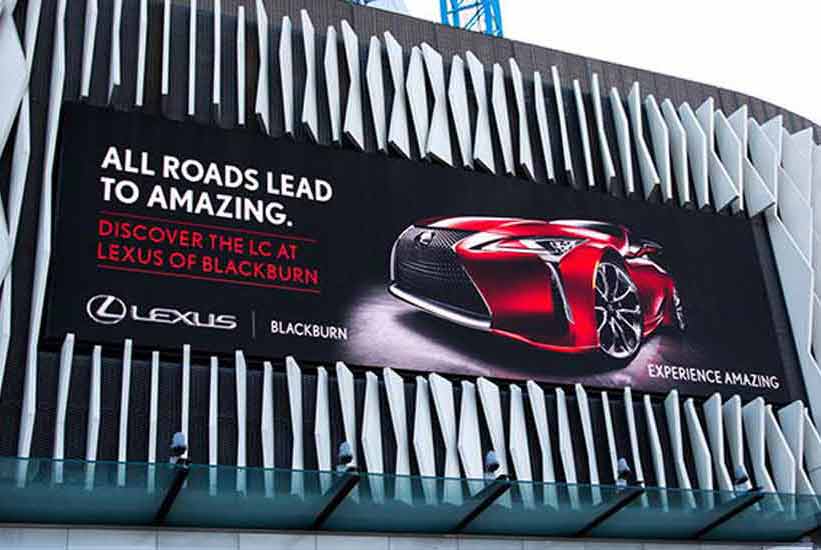 ALL ROADS LEAD
TO AMAZING.
DISCOVER THE LC AT
LEXUS OF BLACKBURN
LEXUS
BLACKBURN
EXPERIENCE AMAZING